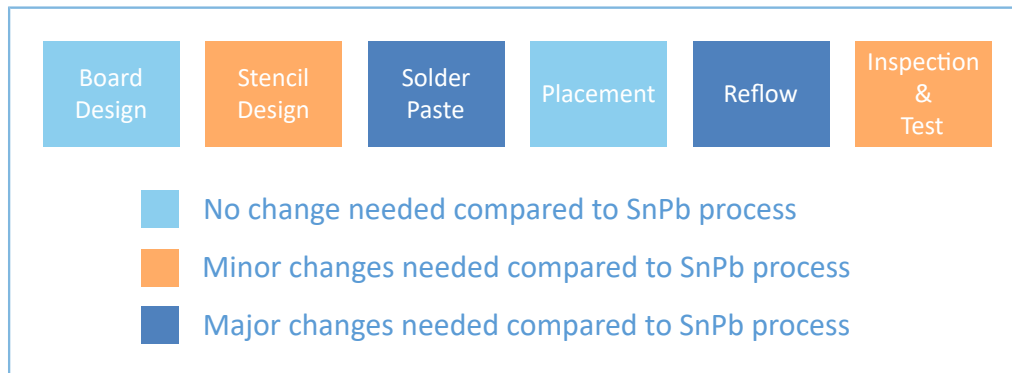 Board
Design
Stencil
Design
Solder
Paste
Placement
Reflow
Inspection
&
Test
No change needed compared to SnPb process
Minor changes needed compared to SnPb process
Major changes needed compared to SnPb process